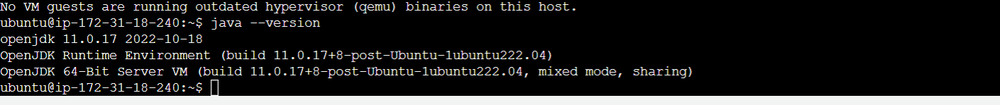 No VM guests are running outdated hypervisor (qemu) binaries on this host.
ubuntu@ip-172-31-18-240:~$ java --version
openjdk 11.0.17 2022-10-18
OpenJDK Runtime Environment (build 11.0.17+8-post-Ubuntu-1ubuntu222.04)
OpenJDK 64-Bit Server VM (build 11.0.17+8-post-Ubuntu-1ubuntu222.04, mixed mode, sharing)
ubuntu@ip-172-31-18-240:~$